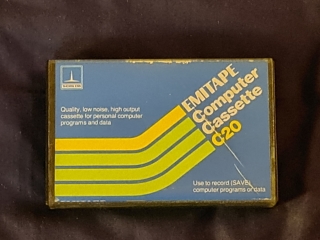 Quality, low noise, high output
cassette for personal computer
programs and data
EMITAPE
Computer
Cassette
C20
Use to record (SAVE)
computer programs or data